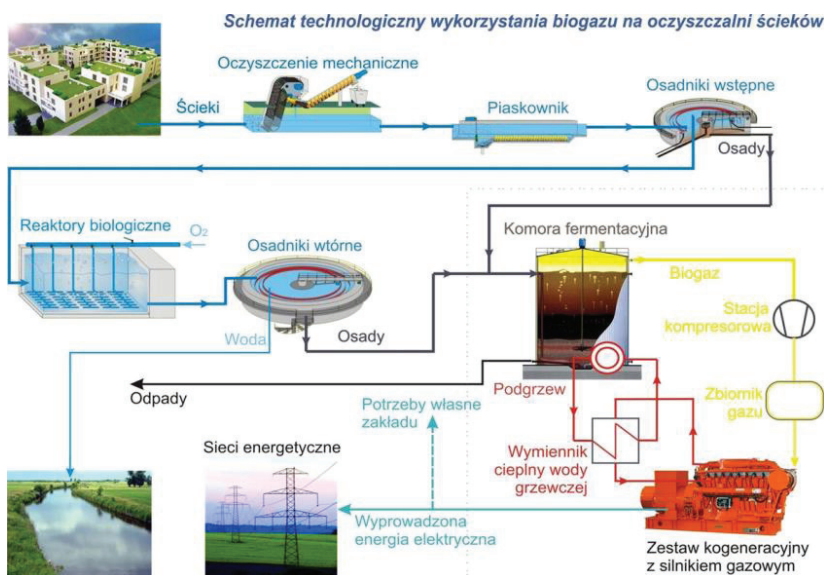 Schemat technologiczny wykorzystania biogazu na oczyszczalni ścieków
Oczyszczenie mechaniczne
Ścieki
Piaskownik
Osadniki wstępne
Osady
Reaktory biologiczne
O₂
Osadniki wtórne
Komora fermentacyjna
Biogaz
Stacja
kompresorowa
Woda
Osady
Podgrzew
Zbiornik
gazu
Odpady
Potrzeby własne
zakładu
Sieci energetyczne
Wymiennik
cieplny wody
grzewczej
Wyprowadzona
energia elektryczna
Zestaw kogeneracyjny
z silnikiem gazowym